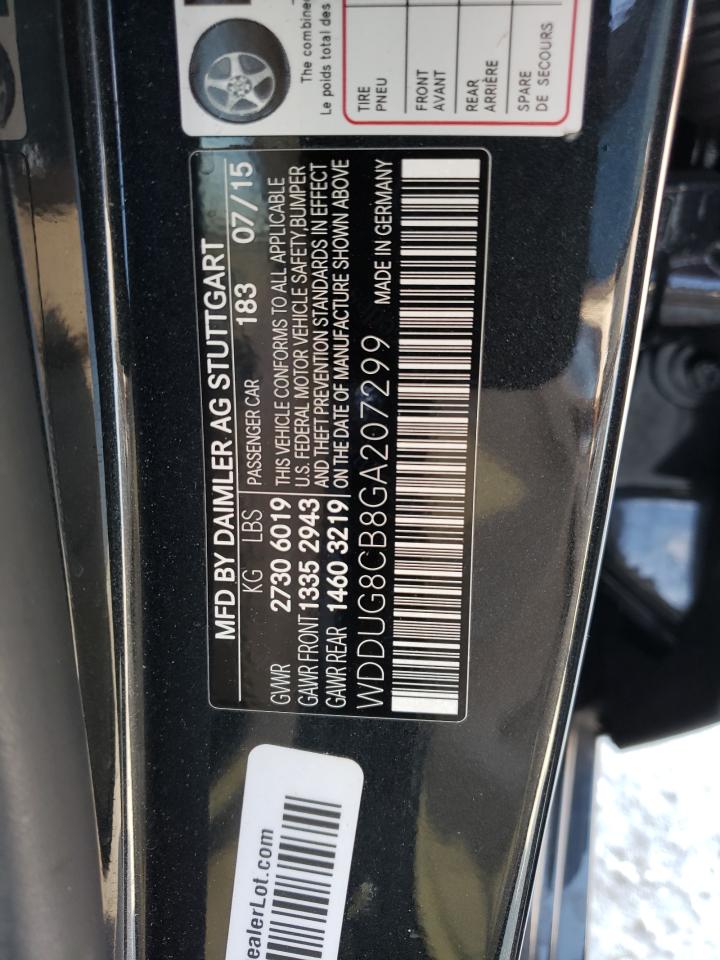 The combined
Le poids total des
TIRE
PNEU
FRONT
AVANT
REAR
ARRIÈRE
SPARE
DE SECOURS
MFD BY DAIMLER AG STUTTGART
KG LBS PASSENGER CAR 183 07/15
GVWR 2730 6019
GAWR FRONT 1335 2943
GAWR REAR 1460 3219
THIS VEHICLE CONFORMS TO ALL APPLICABLE
U.S. FEDERAL MOTOR VEHICLE SAFETY, BUMPER
AND THEFT PREVENTION STANDARDS IN EFFECT
ON THE DATE OF MANUFACTURE SHOWN ABOVE
WDDUG8CB8GA207299 MADE IN GERMANY
ealerLot.com